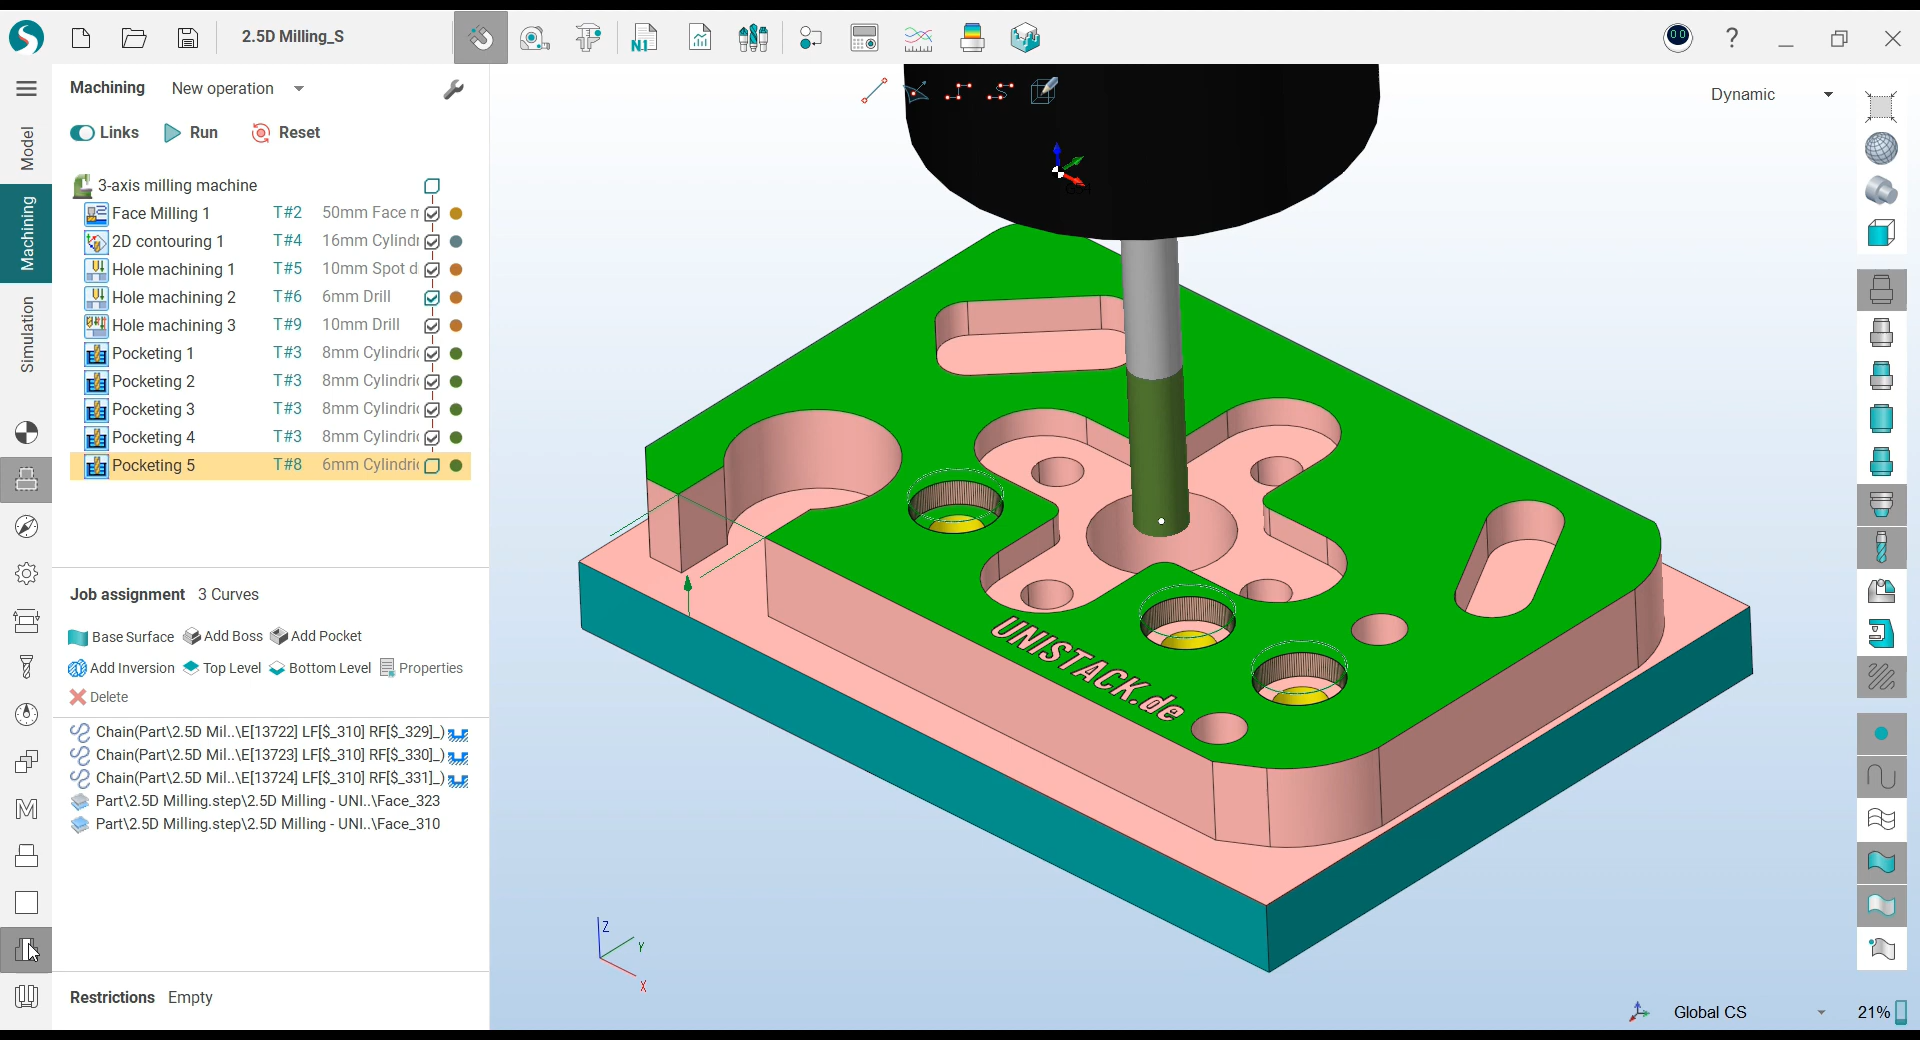 2.5D Milling_S
Machining New operation
Links Run Reset
Dynamic
Model
Machining
Simulation
3-axis milling machine
Face Milling 1 T#2 50mm Face m
2D contouring 1 T#4 16mm Cylindr
Hole machining 1 T#5 10mm Spot d
Hole machining 2 T#6 6mm Drill
Hole machining 3 T#9 10mm Drill
Pocketing 1 T#3 8mm Cylindric
Pocketing 2 T#3 8mm Cylindric
Pocketing 3 T#3 8mm Cylindric
Pocketing 4 T#3 8mm Cylindric
Pocketing 5 T#8 6mm Cylindric
Job assignment 3 Curves
Base Surface Add Boss Add Pocket
Add Inversion Top Level Bottom Level Properties
Delete
Chain(Part\2.5D Mil..\E[13722] LF[$_310] RF[$_329]_)
Chain(Part\2.5D Mil..\E[13723] LF[$_310] RF[$_330]_)
Chain(Part\2.5D Mil..\E[13724] LF[$_310] RF[$_331]_)
Part\2.5D Milling.step\2.5D Milling - UNI..\Face_323
Part\2.5D Milling.step\2.5D Milling - UNI..\Face_310
Restrictions Empty
UNISTACK.de
Z
Y
X
Global CS 21%